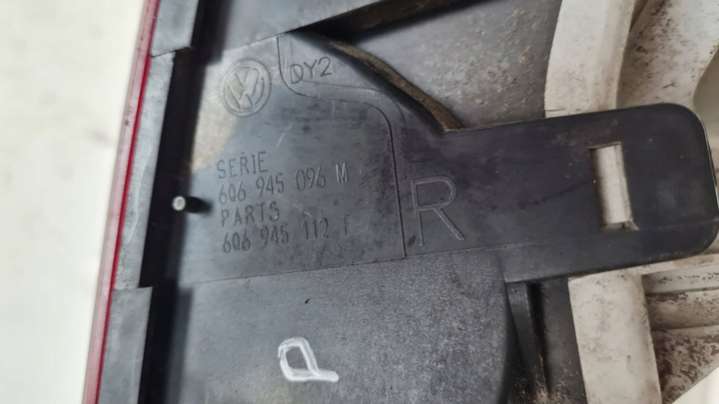 DY2
SERIE
6Q6 945 096 M
PARTS
6Q6 945 112 F
R
P